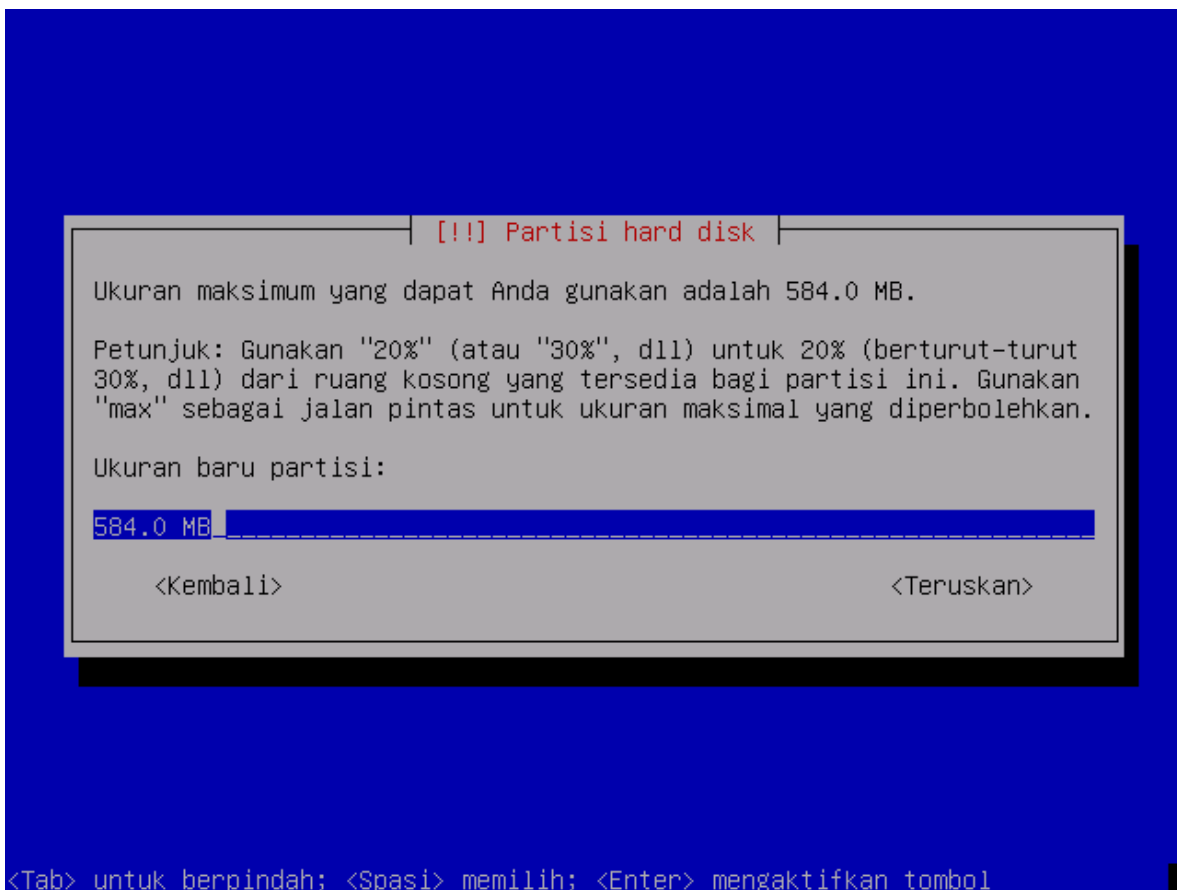 [!!] Partisi hard disk
Ukuran maksimum yang dapat Anda gunakan adalah 584.0 MB.
Petunjuk: Gunakan "20%" (atau "30%", dll) untuk 20% (berturut-turut
30%, dll) dari ruang kosong yang tersedia bagi partisi ini. Gunakan
"max" sebagai jalan pintas untuk ukuran maksimal yang diperbolehkan.
Ukuran baru partisi:
584.0 MB
<Kembali> <Teruskan>
<Tab> untuk berpindah; <Spasi> memilih; <Enter> mengaktifkan tombol